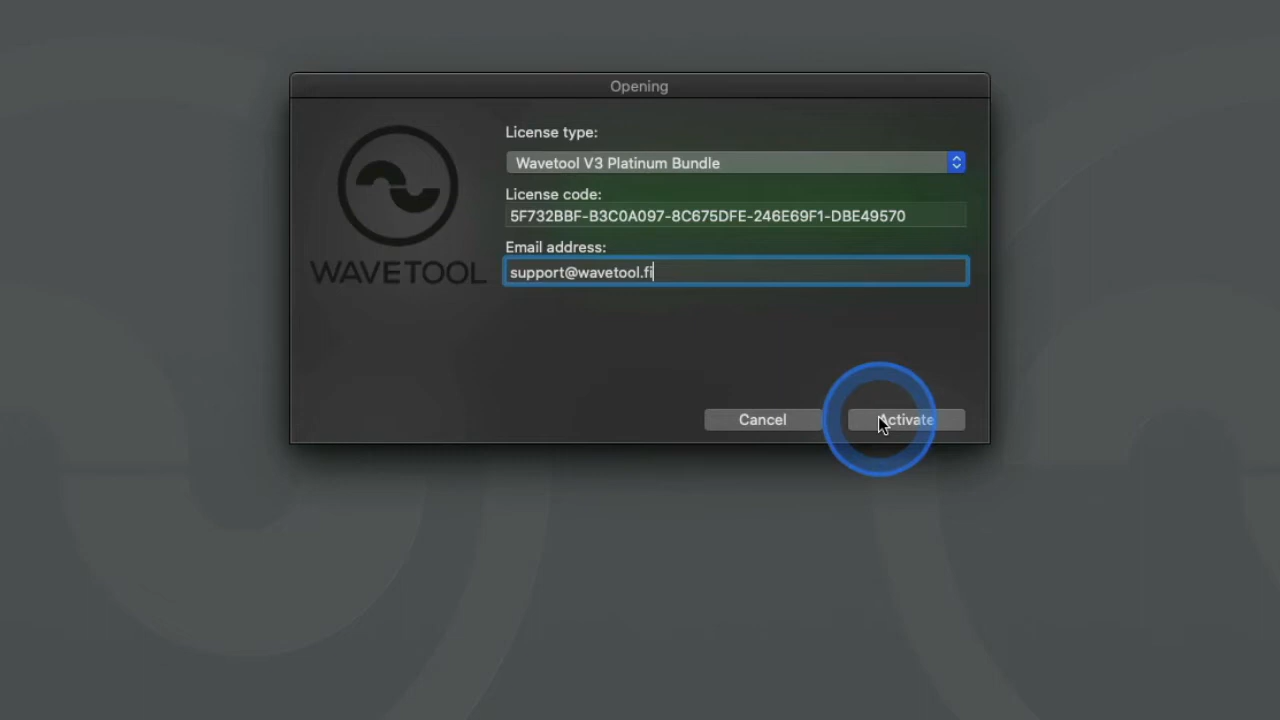 Opening
License type:
Wavetool V3 Platinum Bundle
License code:
5F732BBF-B3C0A097-8C675DFE-246E69F1-DBE49570
Email address:
support@wavetool.fi
WAVETOOL
Cancel
Activate